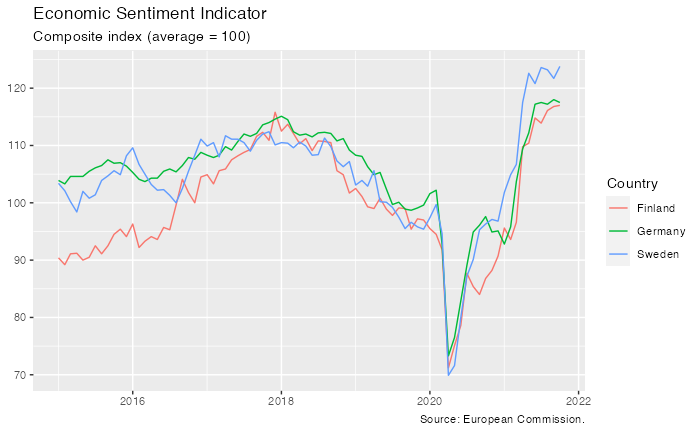 Economic Sentiment Indicator
Composite index (average = 100)
120
110
100
90
80
70
2016
2018
2020
2022
Country
Finland
Germany
Sweden
Source: European Commission.